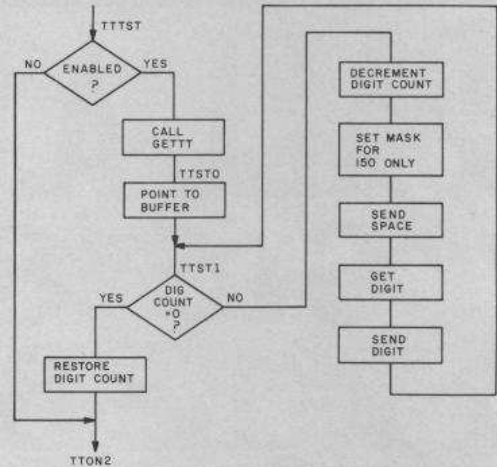 TTTST
NO
ENABLED
?
YES
CALL
GETTT
TTST0
POINT TO
BUFFER
TTST1
YES
DIG
COUNT
=0
?
NO
RESTORE
DIGIT COUNT
TTON2
DECREMENT
DIGIT COUNT
SET MASK
FOR
150 ONLY
SEND
SPACE
GET
DIGIT
SEND
DIGIT